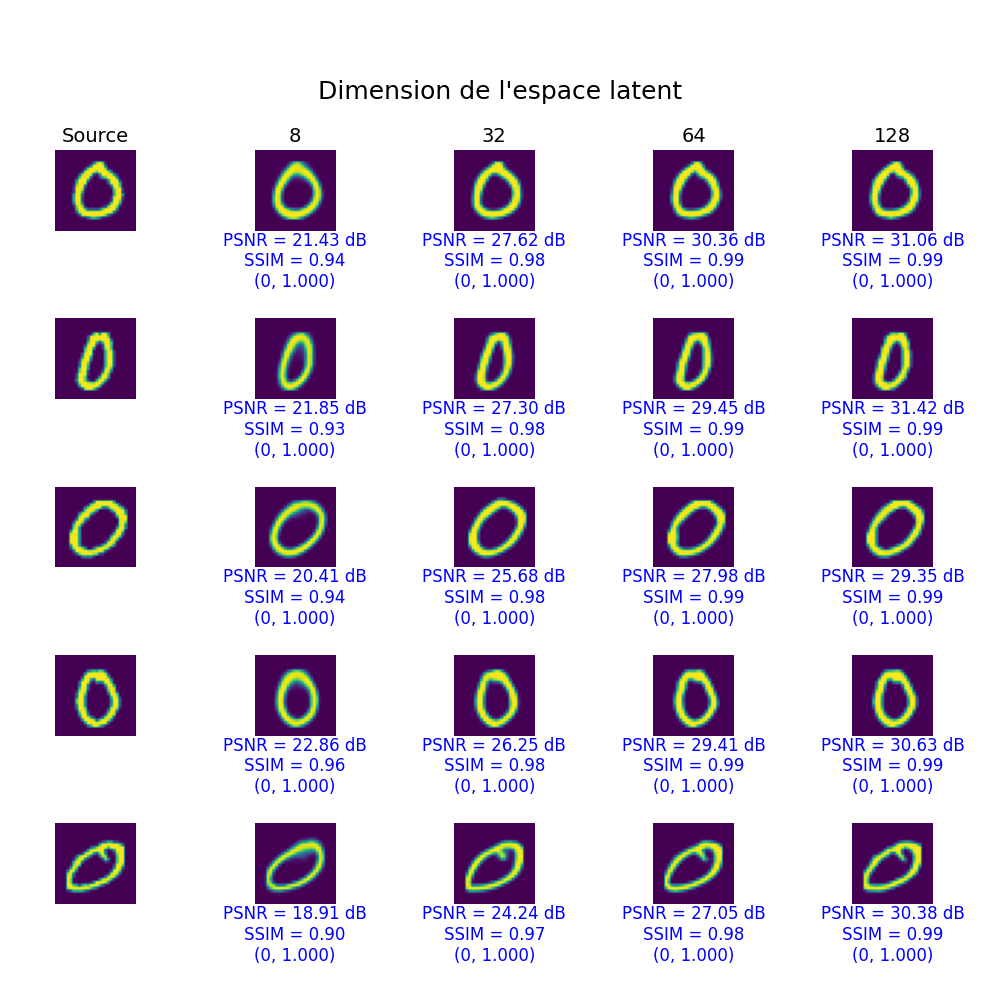 Dimension de l'espace latent
Source 8 32 64 128
PSNR = 21.43 dB PSNR = 27.62 dB PSNR = 30.36 dB PSNR = 31.06 dB
SSIM = 0.94 SSIM = 0.98 SSIM = 0.99 SSIM = 0.99
(0, 1.000) (0, 1.000) (0, 1.000) (0, 1.000)
PSNR = 21.85 dB PSNR = 27.30 dB PSNR = 29.45 dB PSNR = 31.42 dB
SSIM = 0.93 SSIM = 0.98 SSIM = 0.99 SSIM = 0.99
(0, 1.000) (0, 1.000) (0, 1.000) (0, 1.000)
PSNR = 20.41 dB PSNR = 25.68 dB PSNR = 27.98 dB PSNR = 29.35 dB
SSIM = 0.94 SSIM = 0.98 SSIM = 0.99 SSIM = 0.99
(0, 1.000) (0, 1.000) (0, 1.000) (0, 1.000)
PSNR = 22.86 dB PSNR = 26.25 dB PSNR = 29.41 dB PSNR = 30.63 dB
SSIM = 0.96 SSIM = 0.98 SSIM = 0.99 SSIM = 0.99
(0, 1.000) (0, 1.000) (0, 1.000) (0, 1.000)
PSNR = 18.91 dB PSNR = 24.24 dB PSNR = 27.05 dB PSNR = 30.38 dB
SSIM = 0.90 SSIM = 0.97 SSIM = 0.98 SSIM = 0.99
(0, 1.000) (0, 1.000) (0, 1.000) (0, 1.000)